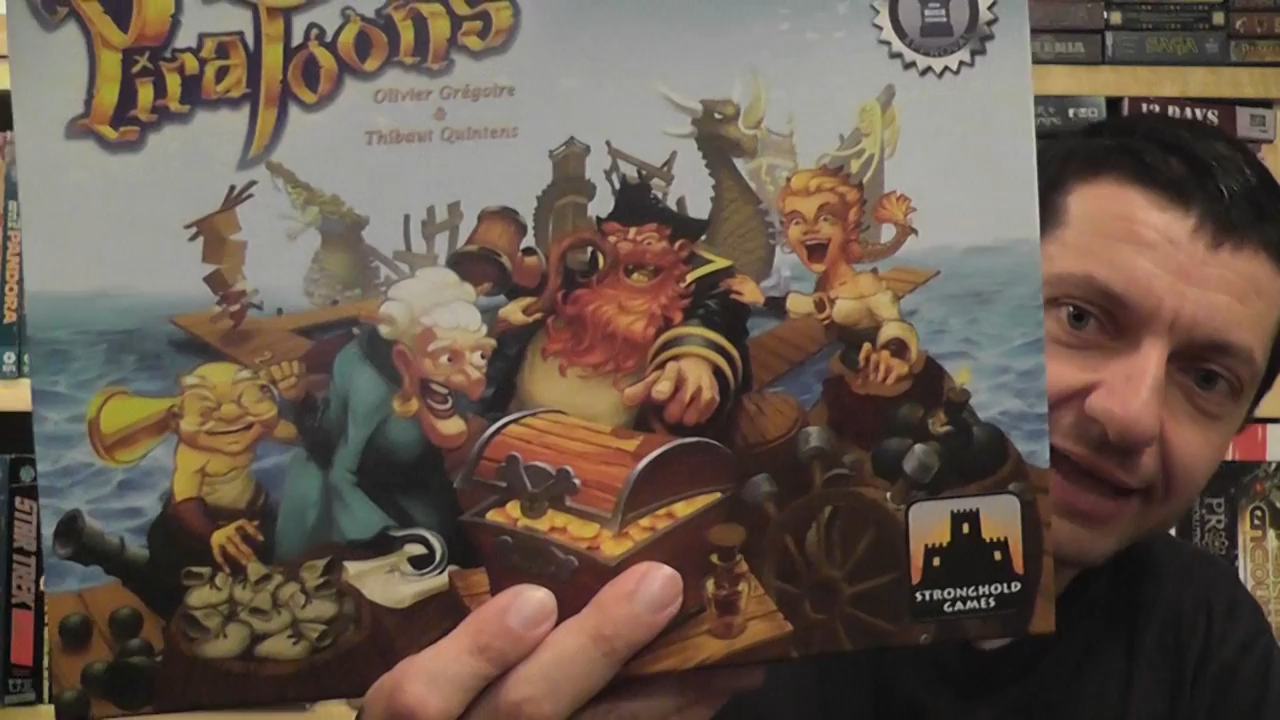 PiraToons
Olivier Grégoire
&
Thibaut Quintens
STRONGHOLD
GAMES
SAGA
12 DAYS
PANDORA
STAR TREK